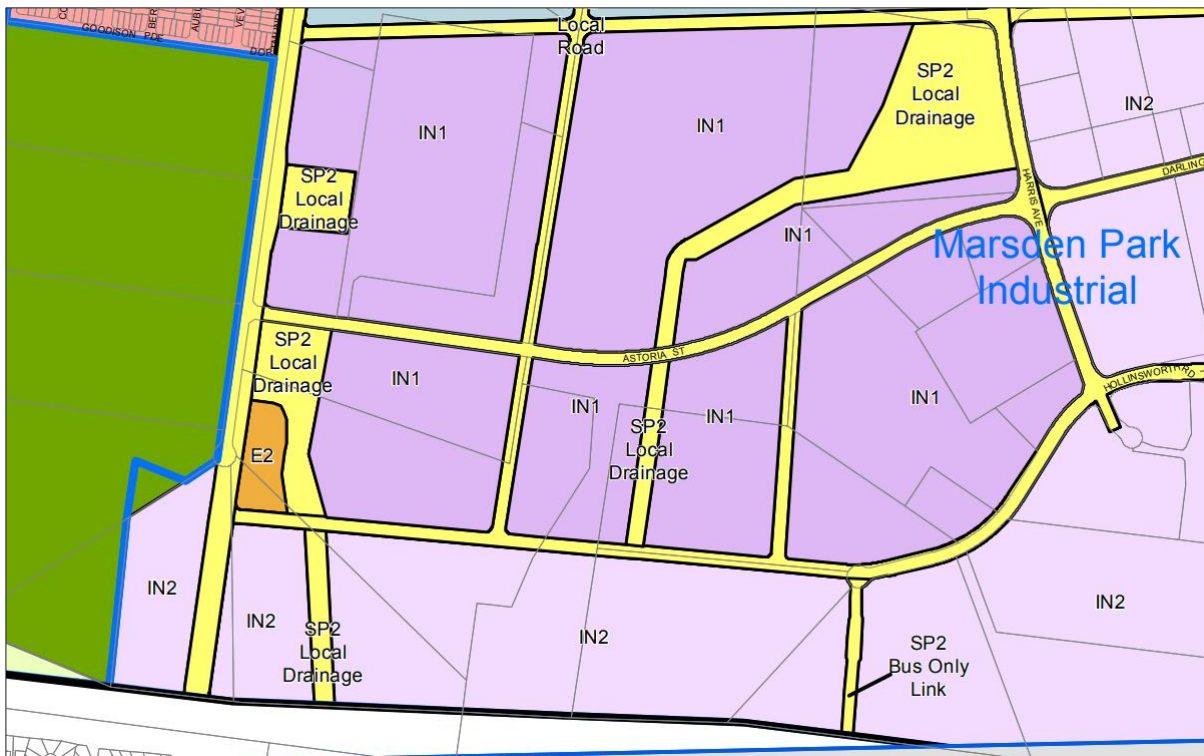 GOODISON PDE
Local
Road
SP2
Local
Drainage
IN1
IN1
IN2
SP2
Local
Drainage
HARRIS AVE
IN1
Marsden Park
Industrial
SP2
Local
Drainage
ASTORIA ST
IN1
IN1
IN1
IN1
HOLLINSWORTH RD
SP2
Local
Drainage
E2
IN2
IN2
SP2
Local
Drainage
IN2
IN2
SP2
Bus Only
Link